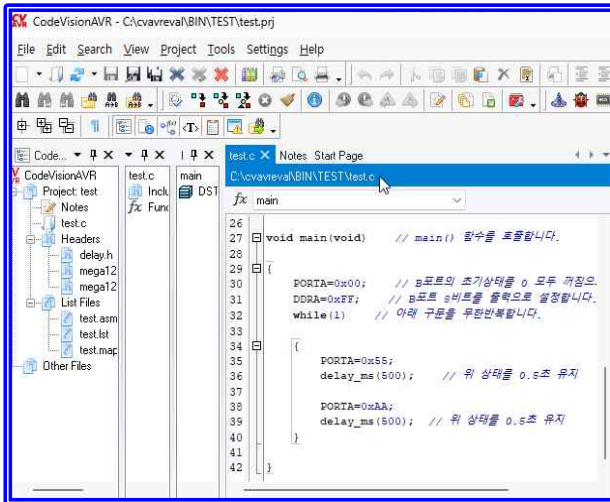 CodeVisionAVR - C:\cvavreval\BIN\TEST\test.prj
File Edit Search View Project Tools Settings Help
Code...
test.c Notes Start Page
CodeVisionAVR
Project: test
Notes
test.c
Headers
delay.h
mega12
mega12
List Files
test.asm
test.lst
test.map
Other Files
test.c
Inclu
fx Func
main
DST
C:\cvavreval\BIN\TEST\test.c
fx main
26
27 void main(void) // main() 함수를 호출합니다.
28
29 {
30 PORTA=0x00; // B포트의 초기상태를 0 모두 꺼짐으
31 DDRA=0xFF; // B포트 8비트를 출력으로 설정합니다.
32 while(1) // 아래 구문을 무한반복합니다.
33
34 {
35 PORTA=0x55;
36 delay_ms(500); // 위 상태를 0.5초 유지
37
38 PORTA=0xAA;
39 delay_ms(500); // 위 상태를 0.5초 유지
40 }
41
42 }